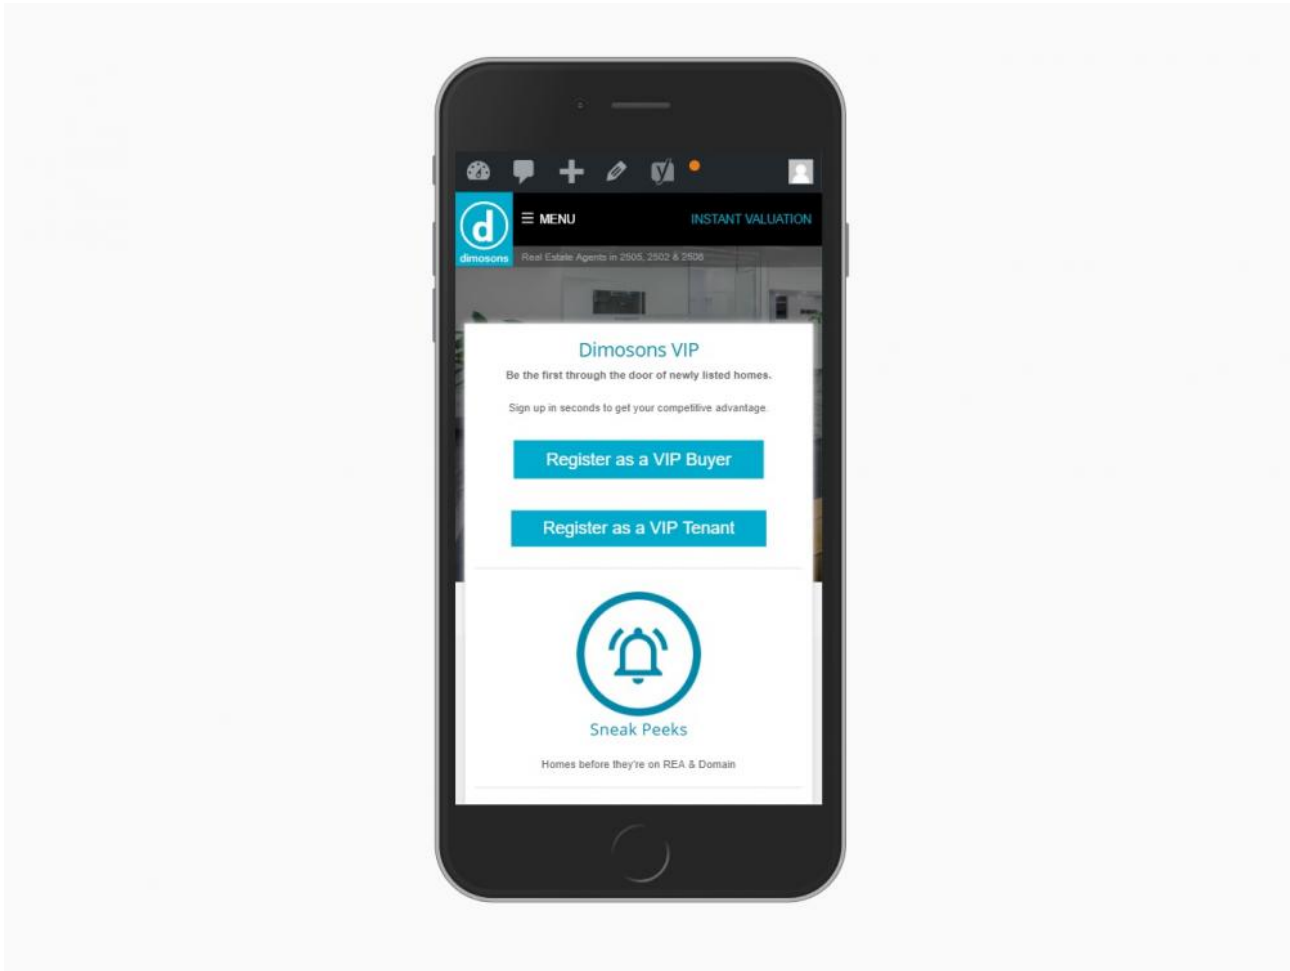 ☰ MENU
INSTANT VALUATION
d
dimosons
Real Estate Agents in 2505, 2502 & 2506
Dimosons VIP
Be the first through the door of newly listed homes.
Sign up in seconds to get your competitive advantage.
Register as a VIP Buyer
Register as a VIP Tenant
Sneak Peeks
Homes before they're on REA & Domain